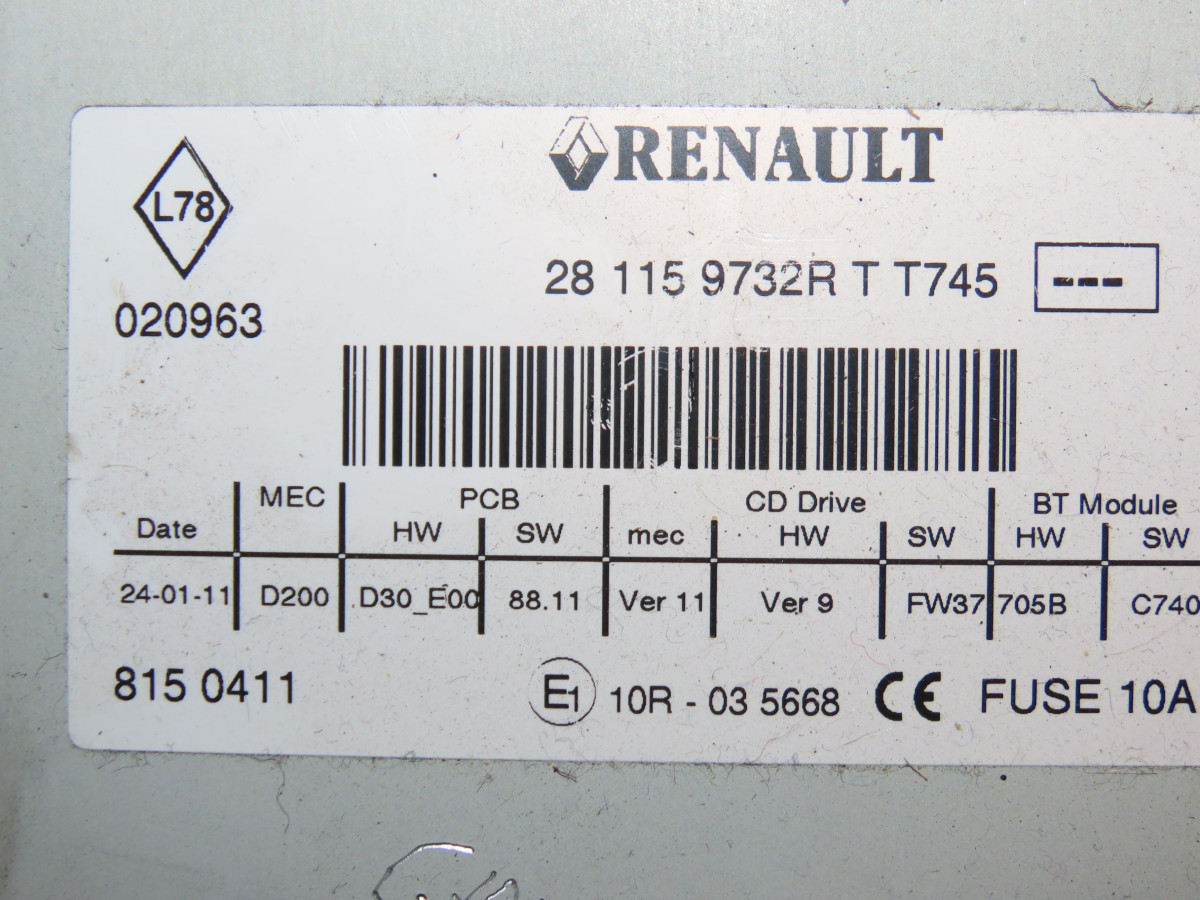 RENAULT
L78
28 115 9732R T T745 ---
020963
MEC PCB CD Drive BT Module
Date HW SW mec HW SW HW SW
24-01-11 D200 D30_E00 88.11 Ver 11 Ver 9 FW37 705B C740
815 0411 E1 10R - 03 5668 CE FUSE 10A